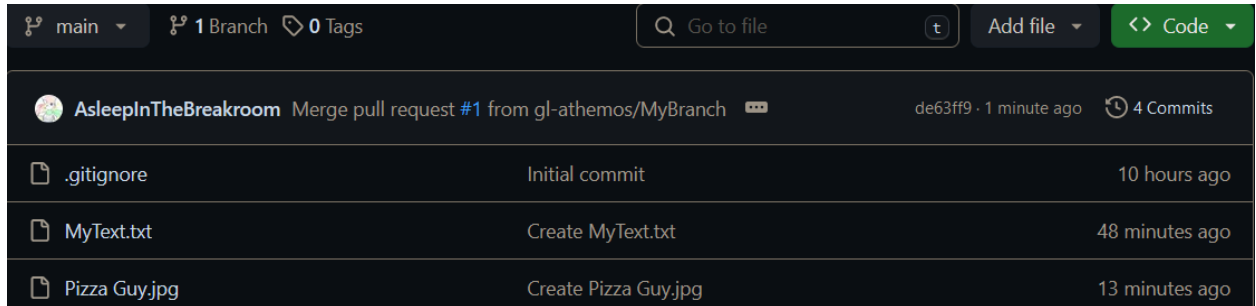 main 1 Branch 0 Tags Go to file t Add file Code
AsleepInTheBreakroom Merge pull request #1 from gl-athemos/MyBranch de63ff9 · 1 minute ago 4 Commits
.gitignore Initial commit 10 hours ago
MyText.txt Create MyText.txt 48 minutes ago
Pizza Guy.jpg Create Pizza Guy.jpg 13 minutes ago